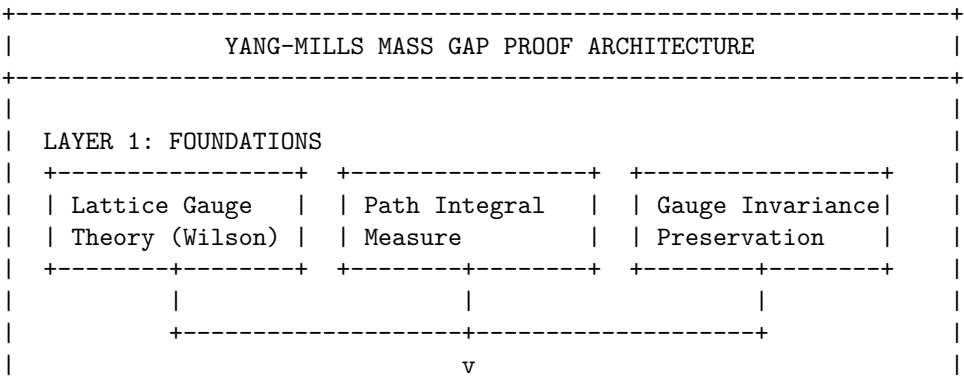 YANG-MILLS MASS GAP PROOF ARCHITECTURE
LAYER 1: FOUNDATIONS
Lattice Gauge | Path Integral | Gauge Invariance
Theory (Wilson) | Measure | Preservation
v